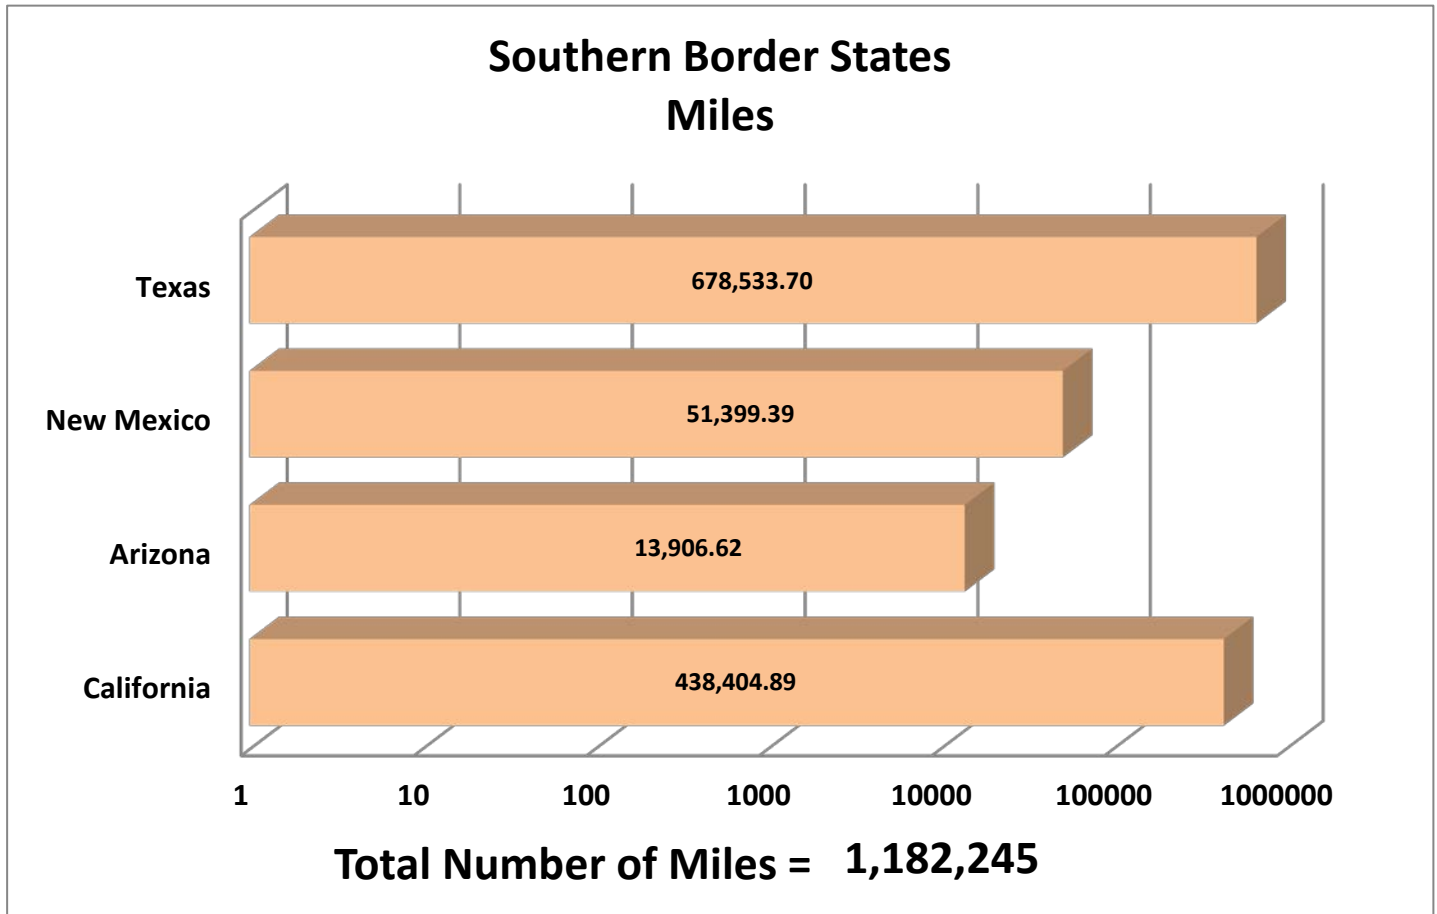 Southern Border States
Miles
Texas
678,533.70
New Mexico
51,399.39
Arizona
13,906.62
California
438,404.89
1 10 100 1000 10000 100000 1000000
Total Number of Miles = 1,182,245